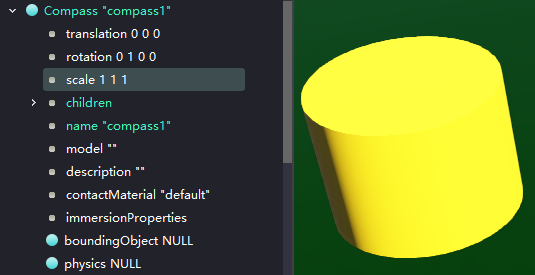 Compass "compass1"
translation 0 0 0
rotation 0 1 0 0
scale 1 1 1
children
name "compass1"
model ""
description ""
contactMaterial "default"
immersionProperties
boundingObject NULL
physics NULL